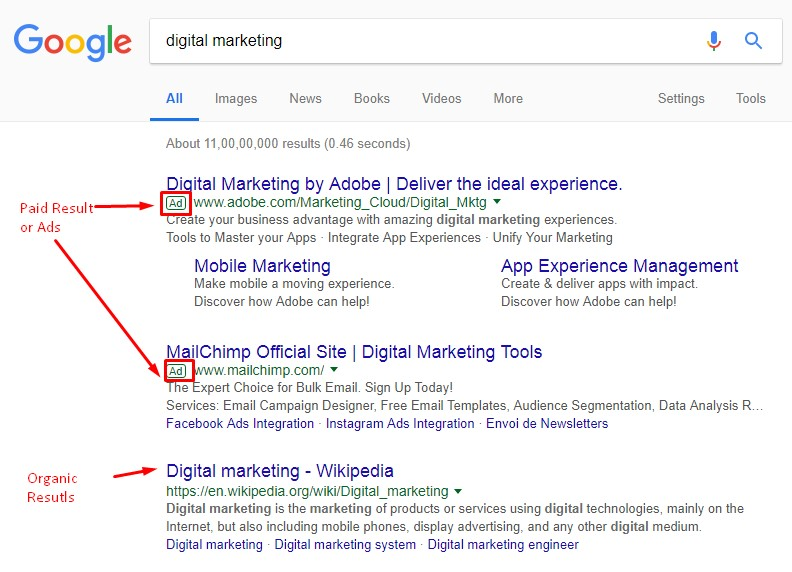 Google
digital marketing
All Images News Books Videos More Settings Tools
About 11,00,00,000 results (0.46 seconds)
Digital Marketing by Adobe | Deliver the ideal experience.
Paid Result
or Ads
Ad www.adobe.com/Marketing_Cloud/Digital_Mktg
Create your business advantage with amazing digital marketing experiences.
Tools to Master your Apps · Integrate App Experiences · Unify Your Marketing
Mobile Marketing
Make mobile a moving experience.
Discover how Adobe can help!
App Experience Management
Create & deliver apps with impact.
Discover how Adobe can help!
MailChimp Official Site | Digital Marketing Tools
Ad www.mailchimp.com/
The Expert Choice for Bulk Email. Sign Up Today!
Services: Email Campaign Designer, Free Email Templates, Audience Segmentation, Data Analysis R...
Facebook Ads Integration · Instagram Ads Integration · Envoi de Newsletters
Organic
Resutls
Digital marketing - Wikipedia
https://en.wikipedia.org/wiki/Digital_marketing
Digital marketing is the marketing of products or services using digital technologies, mainly on the
Internet, but also including mobile phones, display advertising, and any other digital medium.
Digital marketing · Digital marketing system · Digital marketing engineer